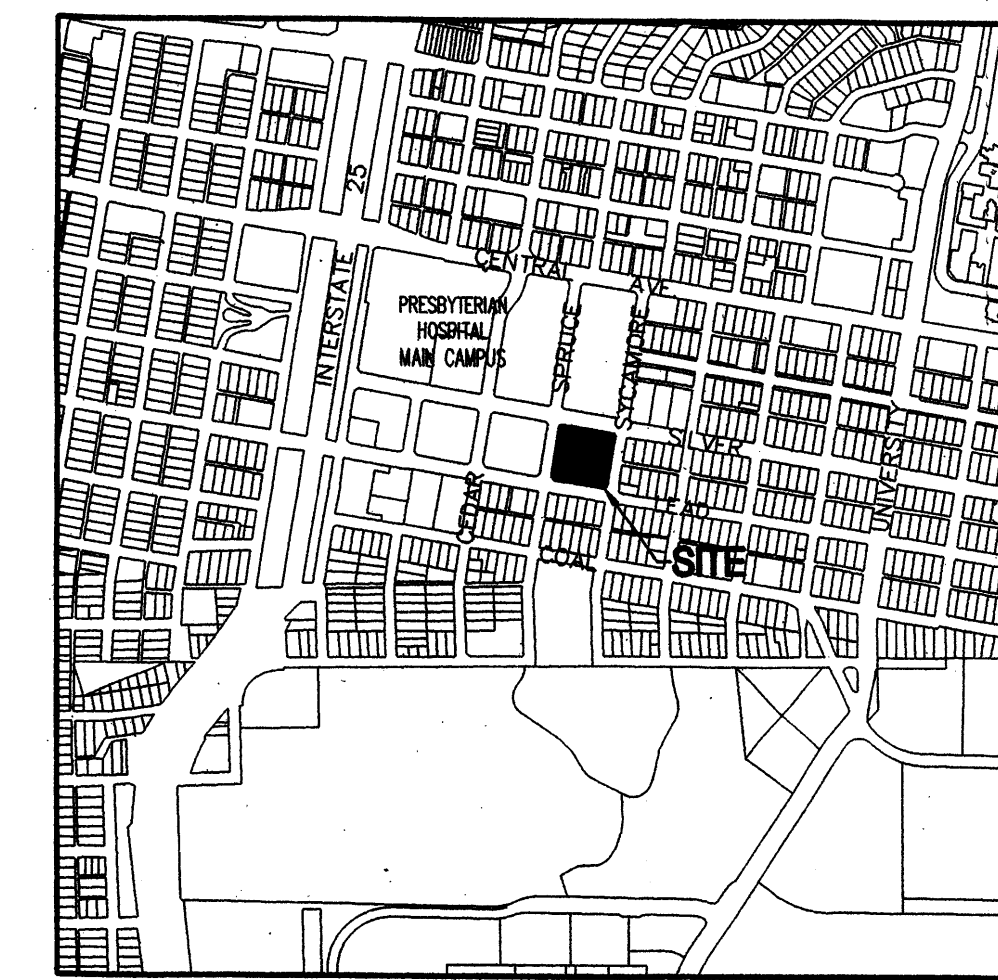 25
INTERSTATE
CENTRAL AVE
PRESBYTERIAN
HOSPITAL
MAIN CAMPUS
SPRUCE
SYCAMORE
SILVER
UNIVERSITY
CEDAR
LEAD
COAL
SITE